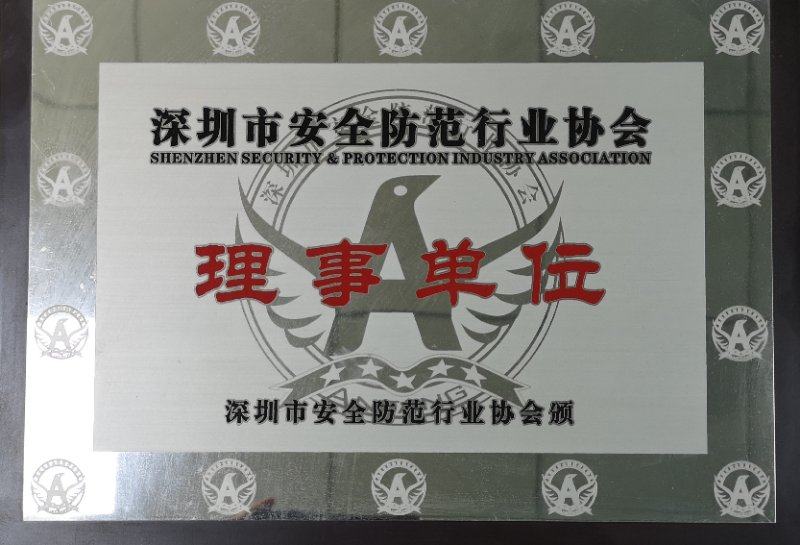 深圳市安全防范行业协会
SHENZHEN SECURITY & PROTECTION INDUSTRY ASSOCIATION
理事单位
深圳市安全防范行业协会颁